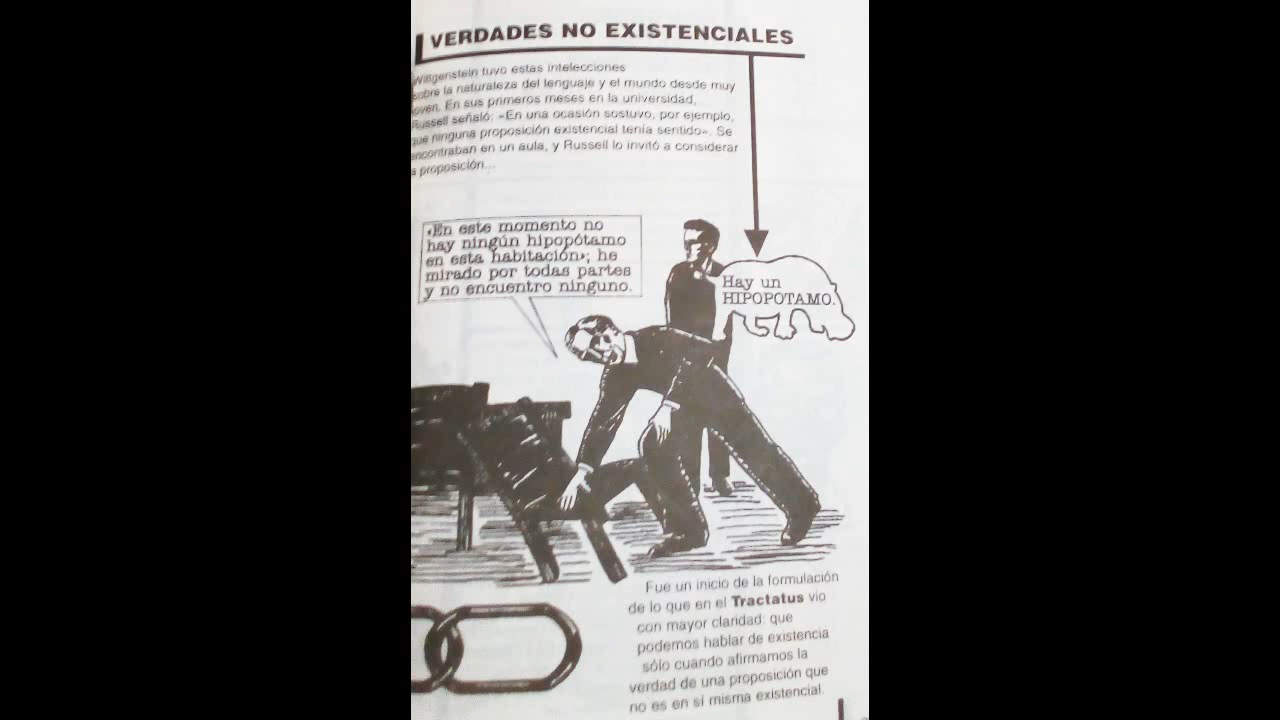 VERDADES NO EXISTENCIALES
Wittgenstein tuvo estas intelecciones
sobre la naturaleza del lenguaje y el mundo desde muy
joven. En sus primeros meses en la universidad,
Russell señaló: «En una ocasión sostuvo, por ejemplo,
que ninguna proposición existencial tenía sentido». Se
encontraban en un aula, y Russell lo invitó a considerar
a proposición...
«En este momento no
hay ningún hipopótamo
en esta habitación»; he
mirado por todas partes
y no encuentro ninguno.
Hay un
HIPOPOTAMO.
Fue un inicio de la formulación
de lo que en el Tractatus vio
con mayor claridad: que
podemos hablar de existencia
sólo cuando afirmamos la
verdad de una proposición que
no es en sí misma existencial.